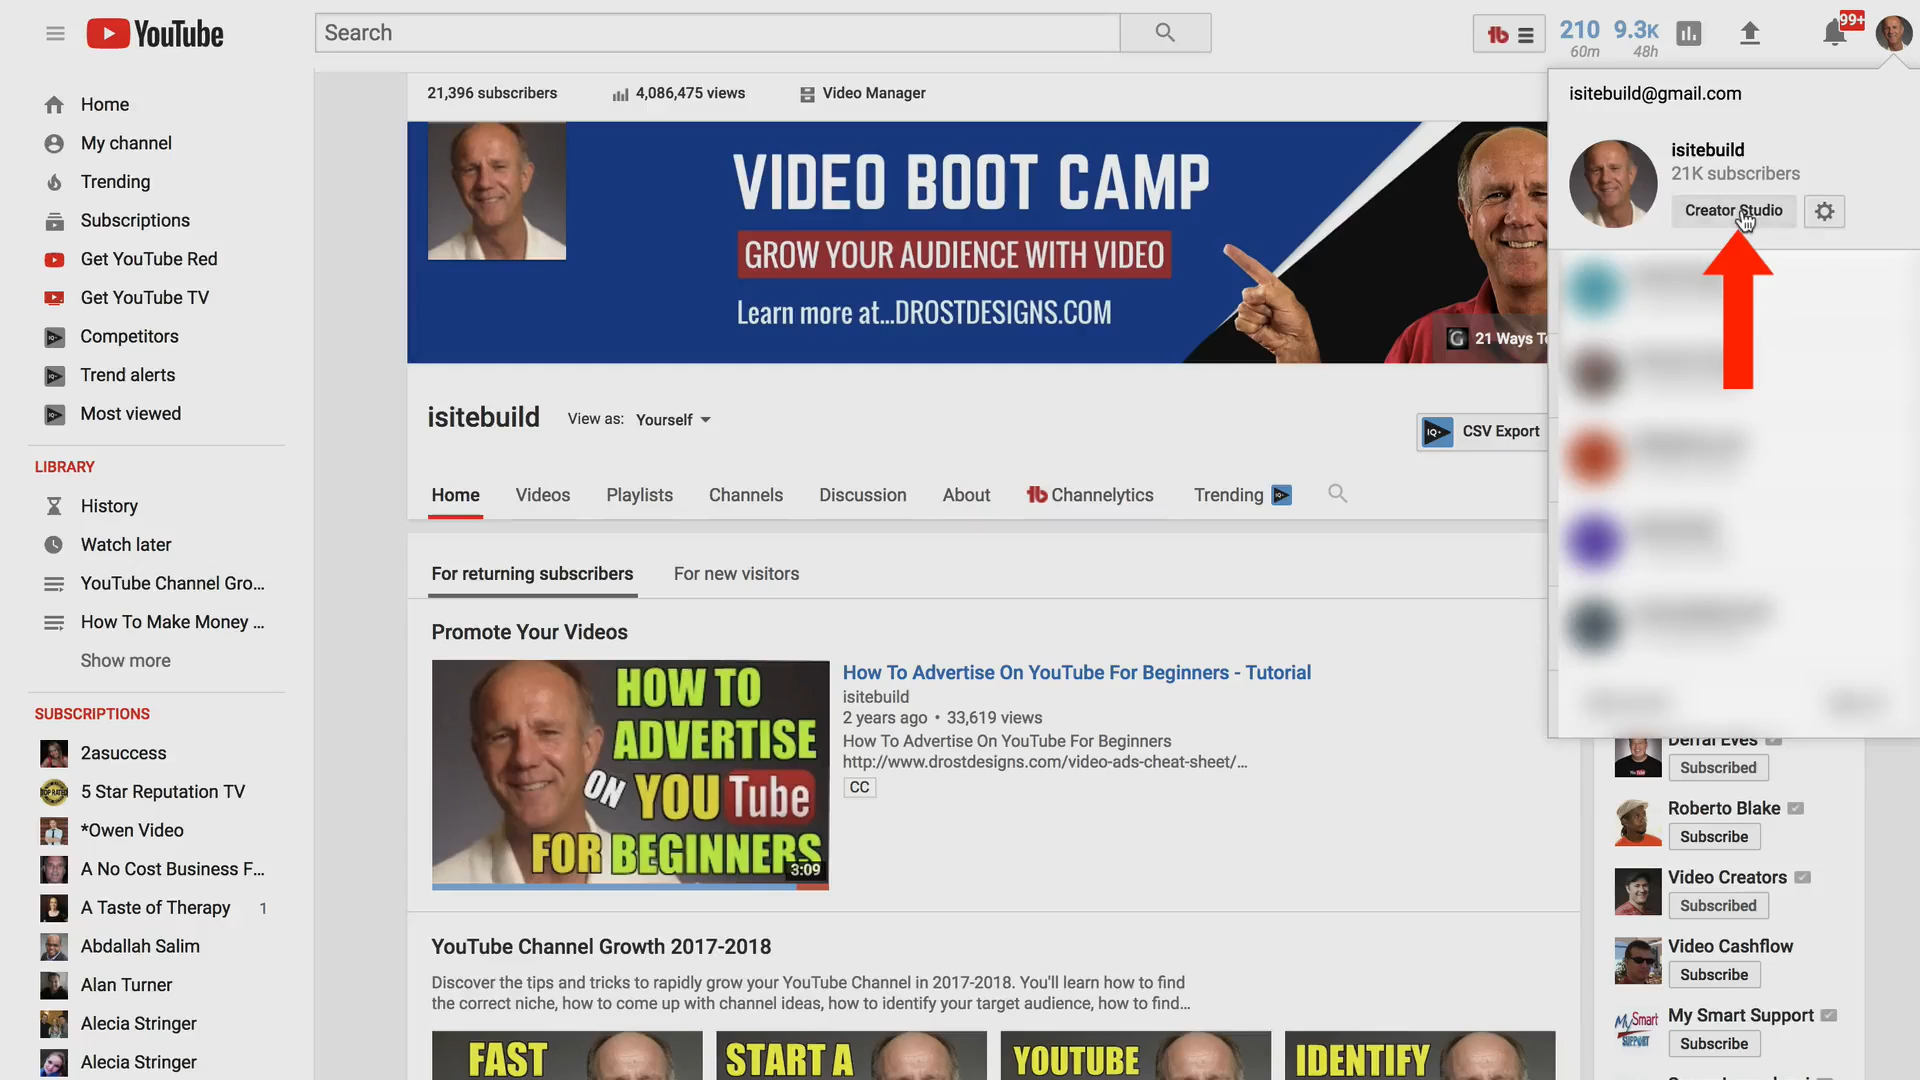 YouTube
Search
210
60m
9.3K
48h
99+
Home
My channel
Trending
Subscriptions
Get YouTube Red
Get YouTube TV
Competitors
Trend alerts
Most viewed
LIBRARY
History
Watch later
YouTube Channel Gro...
How To Make Money ...
Show more
SUBSCRIPTIONS
2asuccess
5 Star Reputation TV
*Owen Video
A No Cost Business F...
A Taste of Therapy 1
Abdallah Salim
Alan Turner
Alecia Stringer
Alecia Stringer
21,396 subscribers
4,086,475 views
Video Manager
VIDEO BOOT CAMP
GROW YOUR AUDIENCE WITH VIDEO
Learn more at...DROSTDESIGNS.COM
G 21 Ways To
isitebuild
View as: Yourself
IQ+ CSV Export
Home Videos Playlists Channels Discussion About tb Channelytics Trending
For returning subscribers For new visitors
Promote Your Videos
HOW TO
ADVERTISE
ON YOU Tube
FOR BEGINNERS
3:09
How To Advertise On YouTube For Beginners - Tutorial
isitebuild
2 years ago • 33,619 views
How To Advertise On YouTube For Beginners
http://www.drostdesigns.com/video-ads-cheat-sheet/...
CC
YouTube Channel Growth 2017-2018
Discover the tips and tricks to rapidly grow your YouTube Channel in 2017-2018. You'll learn how to find
the correct niche, how to come up with channel ideas, how to identify your target audience, how to find...
FAST
START A
YOUTUBE
IDENTIFY
isitebuild@gmail.com
isitebuild
21K subscribers
Creator Studio
Derral Eves
Subscribed
Roberto Blake
Subscribe
Video Creators
Subscribed
Video Cashflow
Subscribe
My Smart Support
My Smart
SUPPORT
Subscribe